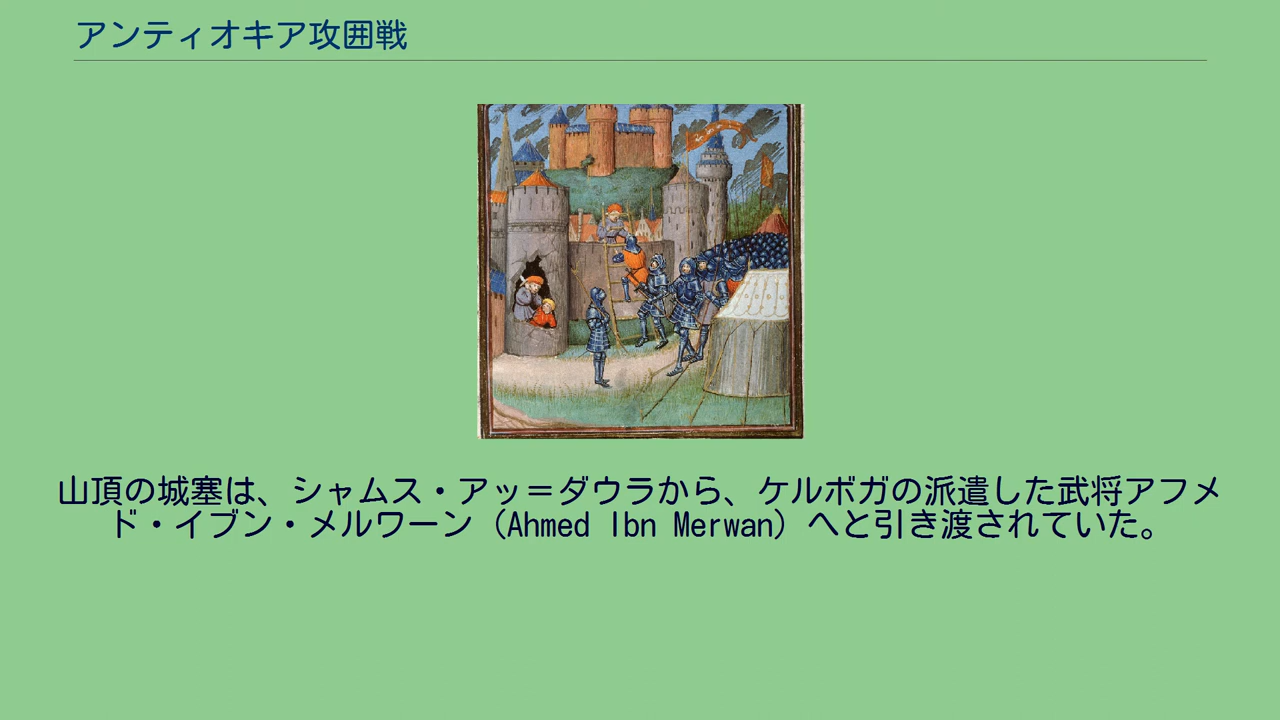 アンティオキア攻囲戦
山頂の城塞は、シャムス・アッ＝ダウラから、ケルボガの派遣した武将アフメ
ド・イブン・メルワーン（Ahmed Ibn Merwan）へと引き渡されていた。